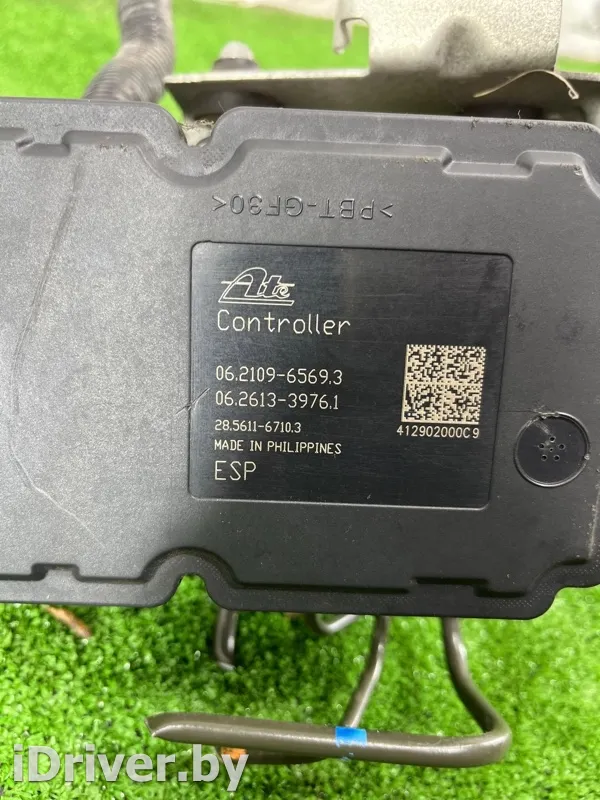 >PBT-GF30<
Ate
Controller
06.2109-6569.3
06.2613-3976.1
28.5611-6710.3
MADE IN PHILIPPINES
ESP
412902000C9
iDriver.by